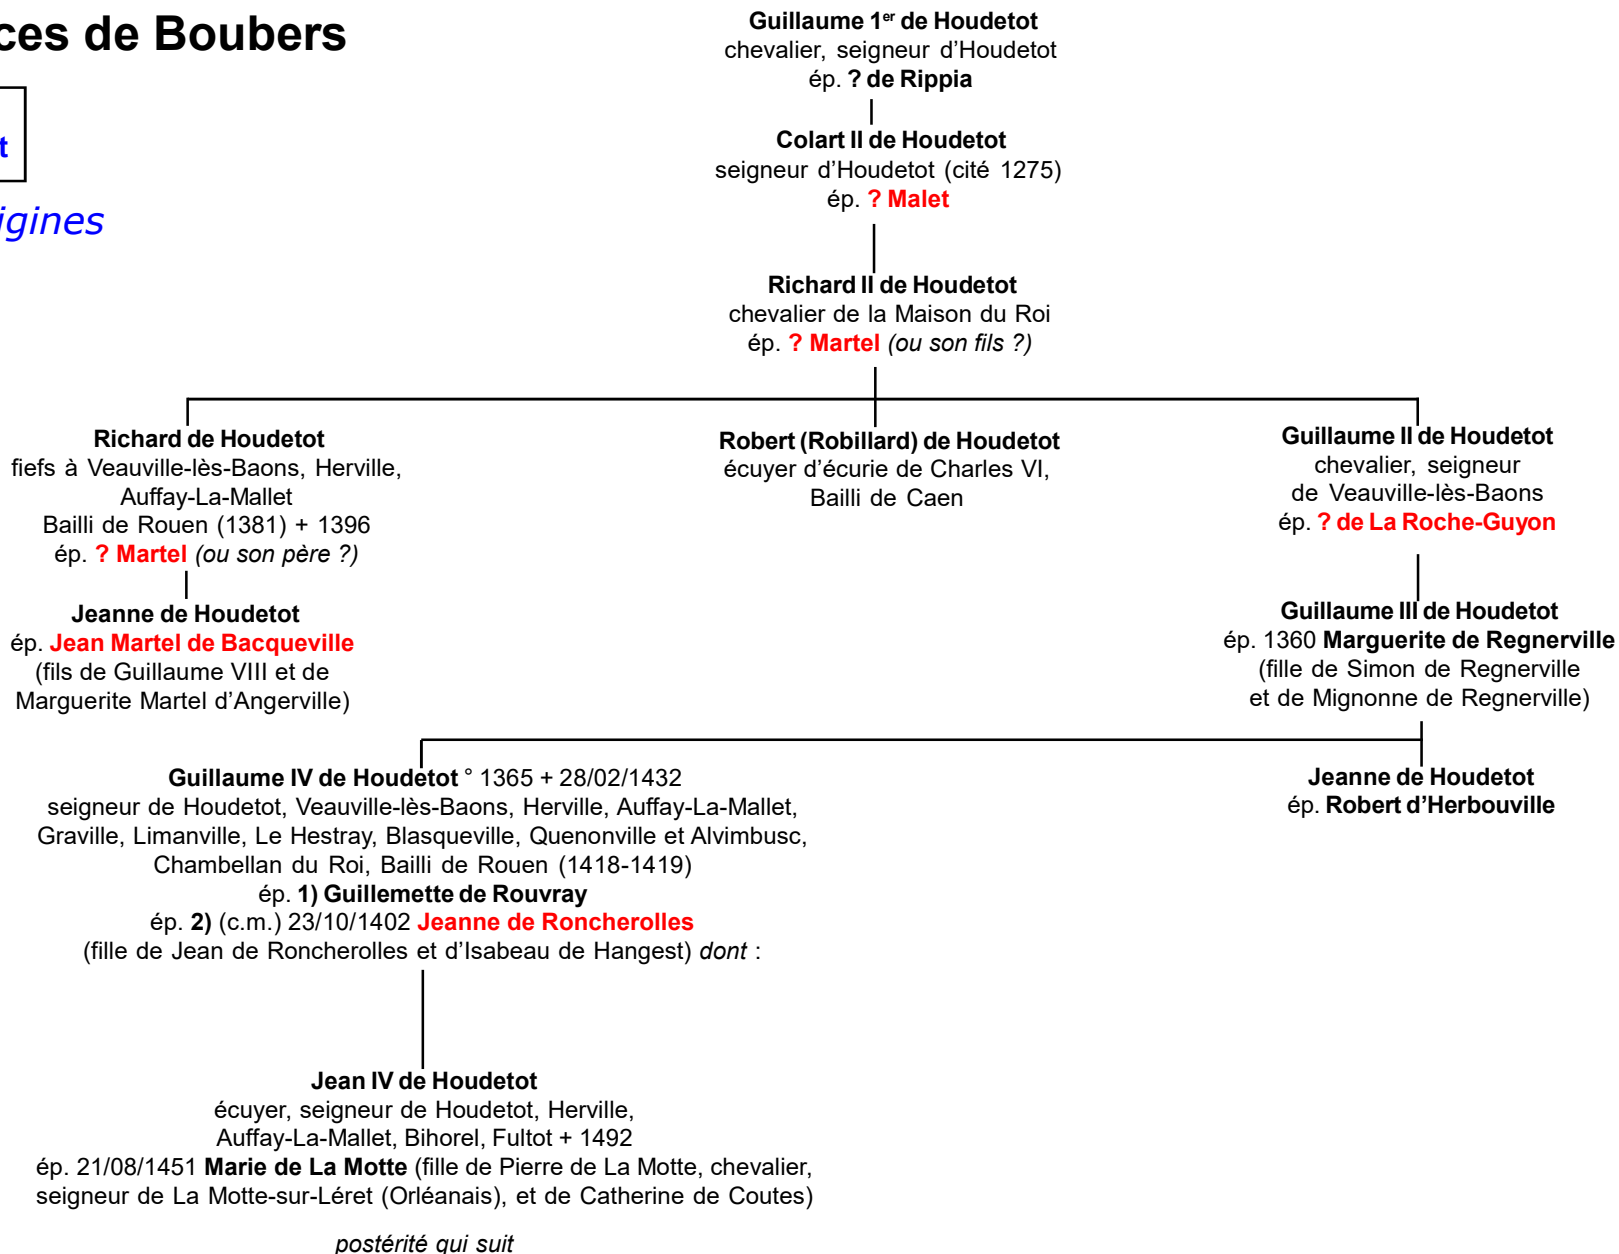 ces de Boubers
t
igines
Guillaume 1er de Houdetot
chevalier, seigneur d'Houdetot
ép. ? de Rippia
Colart II de Houdetot
seigneur d'Houdetot (cité 1275)
ép. ? Malet
Richard II de Houdetot
chevalier de la Maison du Roi
ép. ? Martel (ou son fils ?)
Richard de Houdetot
fiefs à Veauville-lès-Baons, Herville,
Auffay-La-Mallet
Bailli de Rouen (1381) + 1396
ép. ? Martel (ou son père ?)
Robert (Robillard) de Houdetot
écuyer d'écurie de Charles VI,
Bailli de Caen
Guillaume II de Houdetot
chevalier, seigneur
de Veauville-lès-Baons
ép. ? de La Roche-Guyon
Jeanne de Houdetot
ép. Jean Martel de Bacqueville
(fils de Guillaume VIII et de
Marguerite Martel d'Angerville)
Guillaume III de Houdetot
ép. 1360 Marguerite de Regnerville
(fille de Simon de Regnerville
et de Mignonne de Regnerville)
Guillaume IV de Houdetot ° 1365 + 28/02/1432
seigneur de Houdetot, Veauville-lès-Baons, Herville, Auffay-La-Mallet,
Graville, Limanville, Le Hestray, Blasqueville, Quenonville et Alvimbusc,
Chambellan du Roi, Bailli de Rouen (1418-1419)
ép. 1) Guillemette de Rouvray
ép. 2) (c.m.) 23/10/1402 Jeanne de Roncherolles
(fille de Jean de Roncherolles et d'Isabeau de Hangest) dont :
Jeanne de Houdetot
ép. Robert d'Herbouville
Jean IV de Houdetot
écuyer, seigneur de Houdetot, Herville,
Auffay-La-Mallet, Bihorel, Fultot + 1492
ép. 21/08/1451 Marie de La Motte (fille de Pierre de La Motte, chevalier,
seigneur de La Motte-sur-Léret (Orléanais), et de Catherine de Coutes)
postérité qui suit